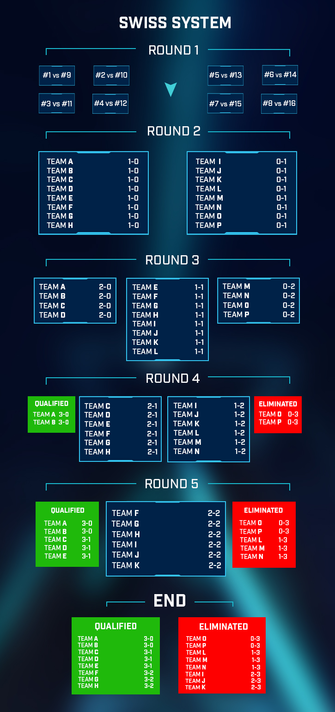 SWISS SYSTEM
ROUND 1
#1 vs #9
#2 vs #10
#5 vs #13
#6 vs #14
#3 vs #11
#4 vs #12
#7 vs #15
#8 vs #16
ROUND 2
TEAM A 1-0
TEAM B 1-0
TEAM C 1-0
TEAM D 1-0
TEAM E 1-0
TEAM F 1-0
TEAM G 1-0
TEAM H 1-0
TEAM I 0-1
TEAM J 0-1
TEAM K 0-1
TEAM L 0-1
TEAM M 0-1
TEAM N 0-1
TEAM O 0-1
TEAM P 0-1
ROUND 3
TEAM A 2-0
TEAM B 2-0
TEAM C 2-0
TEAM D 2-0
TEAM E 1-1
TEAM F 1-1
TEAM G 1-1
TEAM H 1-1
TEAM I 1-1
TEAM J 1-1
TEAM K 1-1
TEAM L 1-1
TEAM M 0-2
TEAM N 0-2
TEAM O 0-2
TEAM P 0-2
ROUND 4
QUALIFIED
TEAM A 3-0
TEAM B 3-0
TEAM C 2-1
TEAM D 2-1
TEAM E 2-1
TEAM F 2-1
TEAM G 2-1
TEAM H 2-1
TEAM I 1-2
TEAM J 1-2
TEAM K 1-2
TEAM L 1-2
TEAM M 1-2
TEAM N 1-2
ELIMINATED
TEAM O 0-3
TEAM P 0-3
ROUND 5
QUALIFIED
TEAM A 3-0
TEAM B 3-0
TEAM C 3-1
TEAM D 3-1
TEAM E 3-1
TEAM F 2-2
TEAM G 2-2
TEAM H 2-2
TEAM I 2-2
TEAM J 2-2
TEAM K 2-2
ELIMINATED
TEAM O 0-3
TEAM P 0-3
TEAM L 1-3
TEAM M 1-3
TEAM N 1-3
END
QUALIFIED
TEAM A 3-0
TEAM B 3-0
TEAM C 3-1
TEAM D 3-1
TEAM E 3-1
TEAM F 3-2
TEAM G 3-2
TEAM H 3-2
ELIMINATED
TEAM O 0-3
TEAM P 0-3
TEAM L 1-3
TEAM M 1-3
TEAM N 1-3
TEAM I 2-3
TEAM J 2-3
TEAM K 2-3